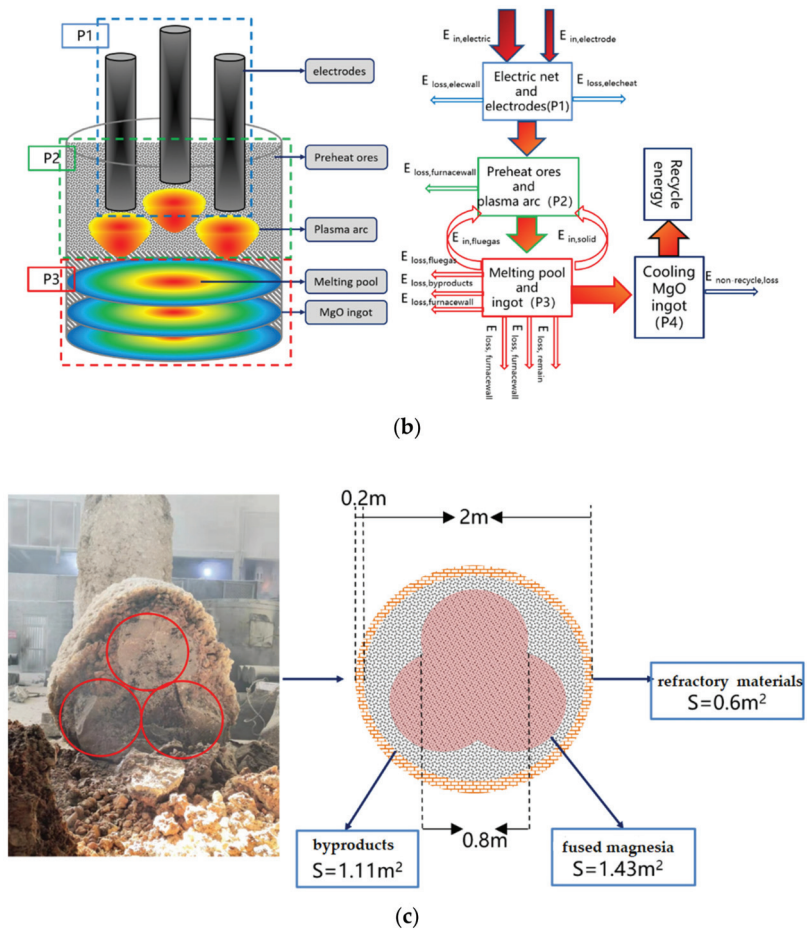 P1
electrodes
P2
Preheat ores
Plasma arc
P3
Melting pool
MgO ingot
E in,electric
E in,electrode
Electric net
and
electrodes(P1)
E loss,elecwall
E loss,elecheat
Preheat ores
and
plasma arc (P2)
E loss,furnacewall
E in,fluegas
E in,solid
Melting pool
and
ingot (P3)
E loss,fluegas
E loss,byproducts
E loss,furnacewall
E loss, furnacewall
E loss, furnacewall
E loss, remain
Recycle
energy
Cooling
MgO
ingot
(P4)
E non-recycle,loss
(b)
0.2m
2m
refractory materials
S=0.6m²
0.8m
byproducts
S=1.11m²
fused magnesia
S=1.43m²
(c)